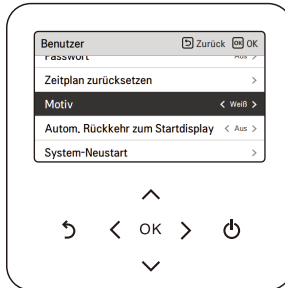 Benutzer Zurück OK OK
Passwort Aus >
Zeitplan zurücksetzen >
Motiv < Weiß >
Autom. Rückkehr zum Startdisplay < Aus >
System-Neustart >
OK